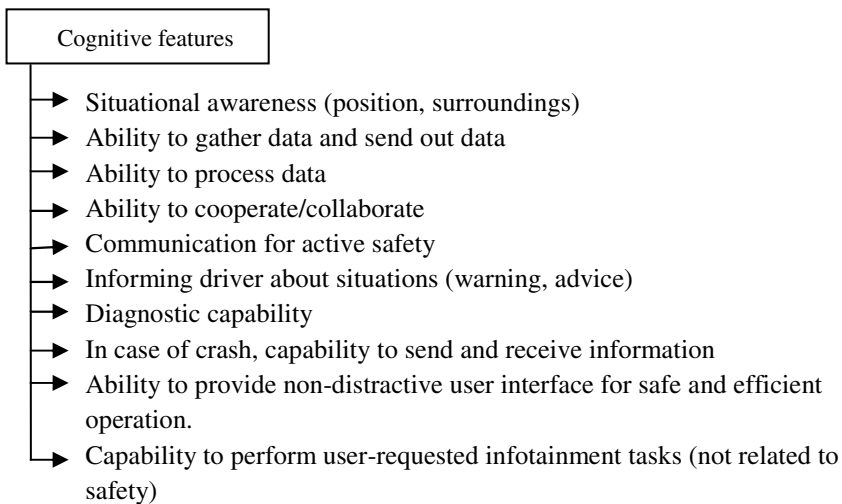 Cognitive features
Situational awareness (position, surroundings)
Ability to gather data and send out data
Ability to process data
Ability to cooperate/collaborate
Communication for active safety
Informing driver about situations (warning, advice)
Diagnostic capability
In case of crash, capability to send and receive information
Ability to provide non-distractive user interface for safe and efficient
operation.
Capability to perform user-requested infotainment tasks (not related to
safety)